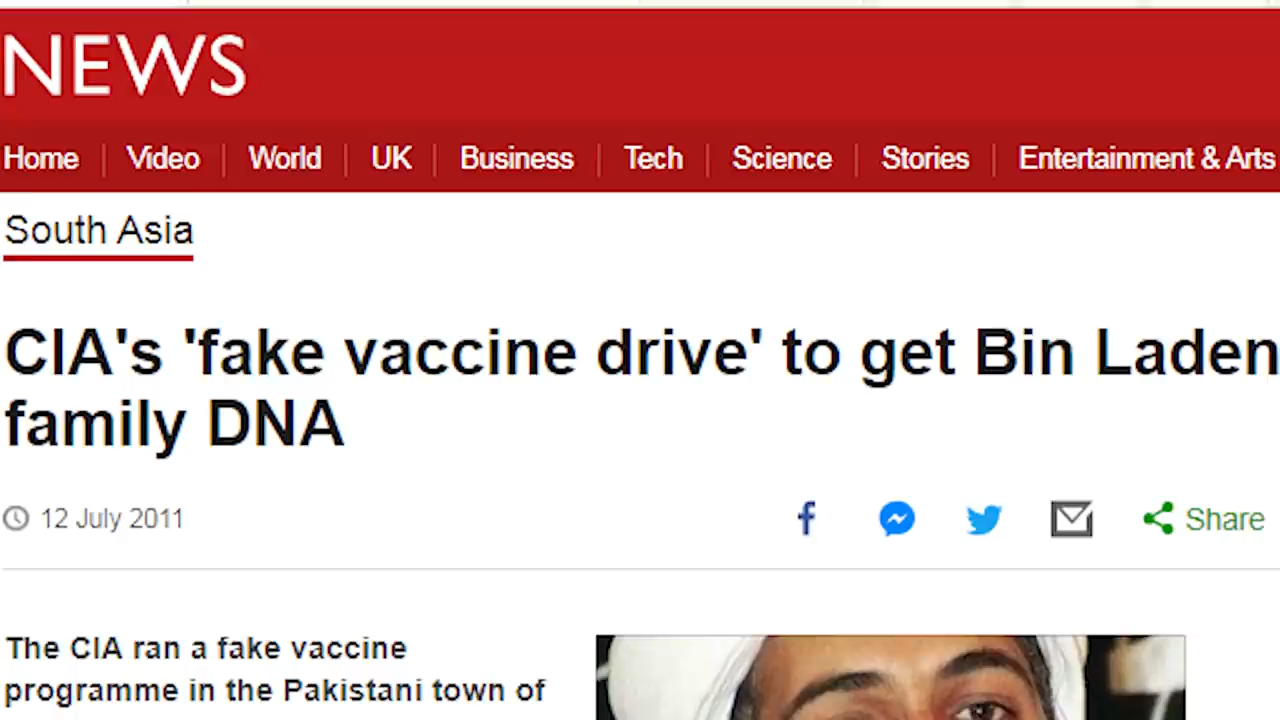 NEWS
Home Video World UK Business Tech Science Stories Entertainment & Arts
South Asia
CIA's 'fake vaccine drive' to get Bin Laden
family DNA
12 July 2011 Share
The CIA ran a fake vaccine
programme in the Pakistani town of